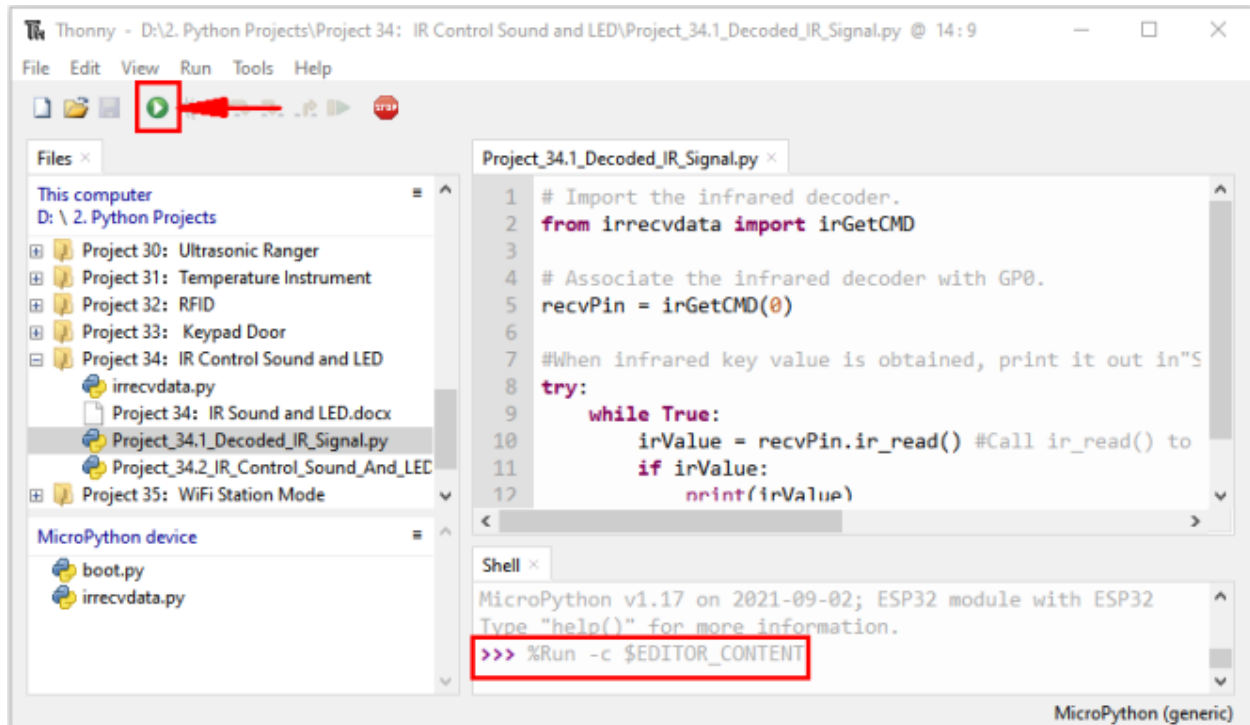 Thonny - D:\2. Python Projects\Project 34: IR Control Sound and LED\Project_34.1_Decoded_IR_Signal.py @ 14:9
File Edit View Run Tools Help
STOP
Files
This computer
D: \ 2. Python Projects
Project 30: Ultrasonic Ranger
Project 31: Temperature Instrument
Project 32: RFID
Project 33: Keypad Door
Project 34: IR Control Sound and LED
irrecvdata.py
Project 34: IR Sound and LED.docx
Project_34.1_Decoded_IR_Signal.py
Project_34.2_IR_Control_Sound_And_LED
Project 35: WiFi Station Mode
MicroPython device
boot.py
irrecvdata.py
Project_34.1_Decoded_IR_Signal.py
1 # Import the infrared decoder.
2 from irrecvdata import irGetCMD
3
4 # Associate the infrared decoder with GP0.
5 recvPin = irGetCMD(0)
6
7 #When infrared key value is obtained, print it out in"S
8 try:
9 while True:
10 irValue = recvPin.ir_read() #Call ir_read() to
11 if irValue:
12 print(irValue)
Shell
MicroPython v1.17 on 2021-09-02; ESP32 module with ESP32
Type "help()" for more information.
>>> %Run -c $EDITOR_CONTENT
MicroPython (generic)